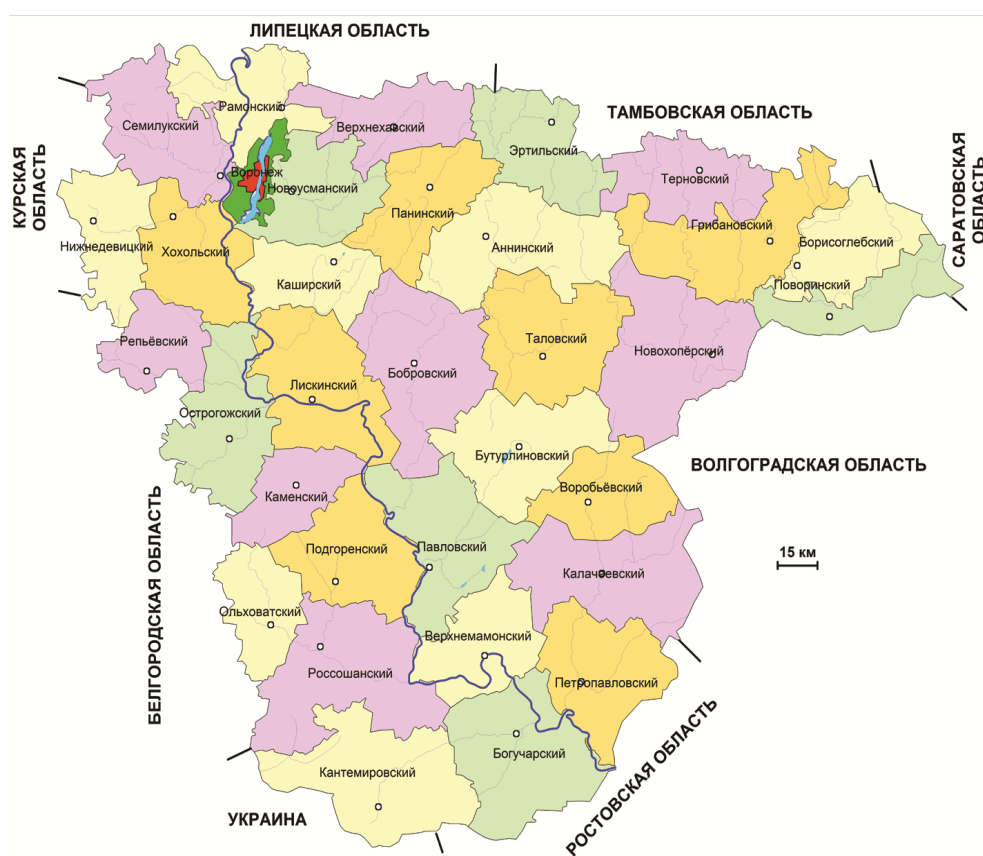 ЛИПЕЦКАЯ ОБЛАСТЬ
Рамонский
ТАМБОВСКАЯ ОБЛАСТЬ
Семилукский
Верхнехавский
Эртильский
КУРСКАЯ
ОБЛАСТЬ
САРАТОВСКАЯ
ОБЛАСТЬ
Воронеж
Терновский
Новоусманский
Панинский
Грибановский
Нижнедевицкий
Хохольский
Аннинский
Борисоглебский
Каширский
Поворинский
Репьёвский
Таловский
Новохопёрский
Бобровский
Лискинский
Острогожский
Бутурлиновский
ВОЛГОГРАДСКАЯ ОБЛАСТЬ
Воробьёвский
Каменский
БЕЛГОРОДСКАЯ ОБЛАСТЬ
Подгоренский
Павловский
15 км
Калачеевский
Ольховатский
Верхнемамонский
Россошанский
Петропавловский
Богучарский
РОСТОВСКАЯ ОБЛАСТЬ
Кантемировский
УКРАИНА